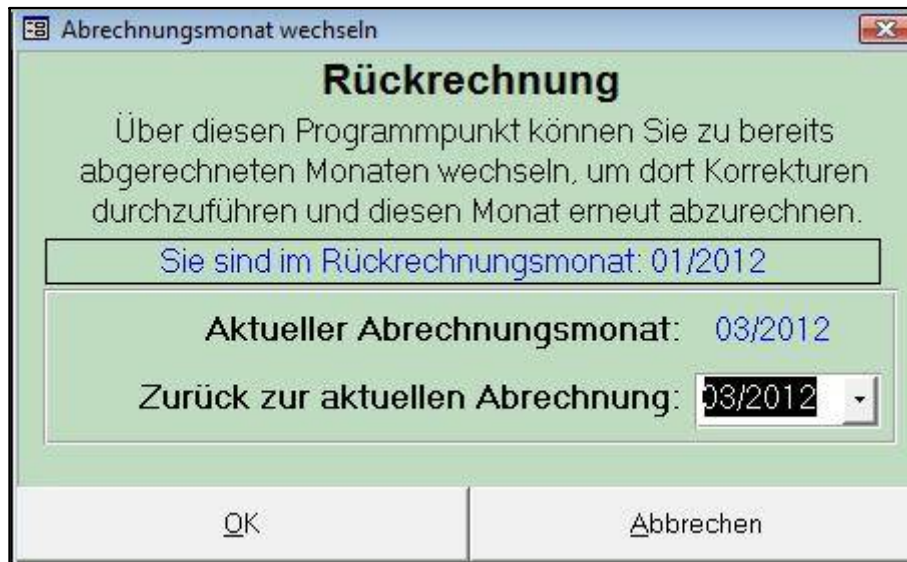 Abrechnungsmonat wechseln
Rückrechnung
Über diesen Programmpunkt können Sie zu bereits
abgerechneten Monaten wechseln, um dort Korrekturen
durchzuführen und diesen Monat erneut abzurechnen.
Sie sind im Rückrechnungsmonat: 01/2012
Aktueller Abrechnungsmonat: 03/2012
Zurück zur aktuellen Abrechnung: 03/2012
OK Abbrechen